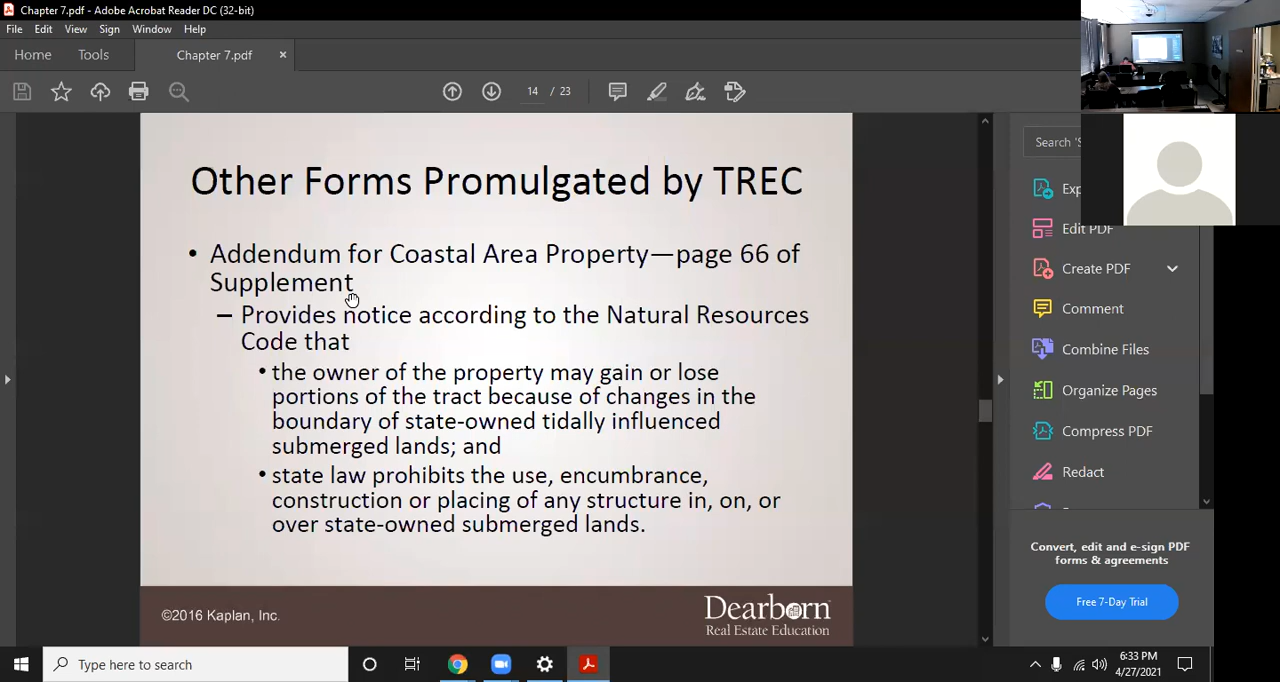 Chapter 7.pdf - Adobe Acrobat Reader DC (32-bit)
File Edit View Sign Window Help
Home Tools Chapter 7.pdf ×
14 / 23
Search 'S
Other Forms Promulgated by TREC
• Addendum for Coastal Area Property—page 66 of
Supplement
– Provides notice according to the Natural Resources
Code that
• the owner of the property may gain or lose
portions of the tract because of changes in the
boundary of state-owned tidally influenced
submerged lands; and
• state law prohibits the use, encumbrance,
construction or placing of any structure in, on, or
over state-owned submerged lands.
©2016 Kaplan, Inc.
Dearborn
Real Estate Education
Exp
Edit PDF
Create PDF
Comment
Combine Files
Organize Pages
Compress PDF
Redact
Convert, edit and e-sign PDF
forms & agreements
Free 7-Day Trial
Type here to search
6:33 PM
4/27/2021